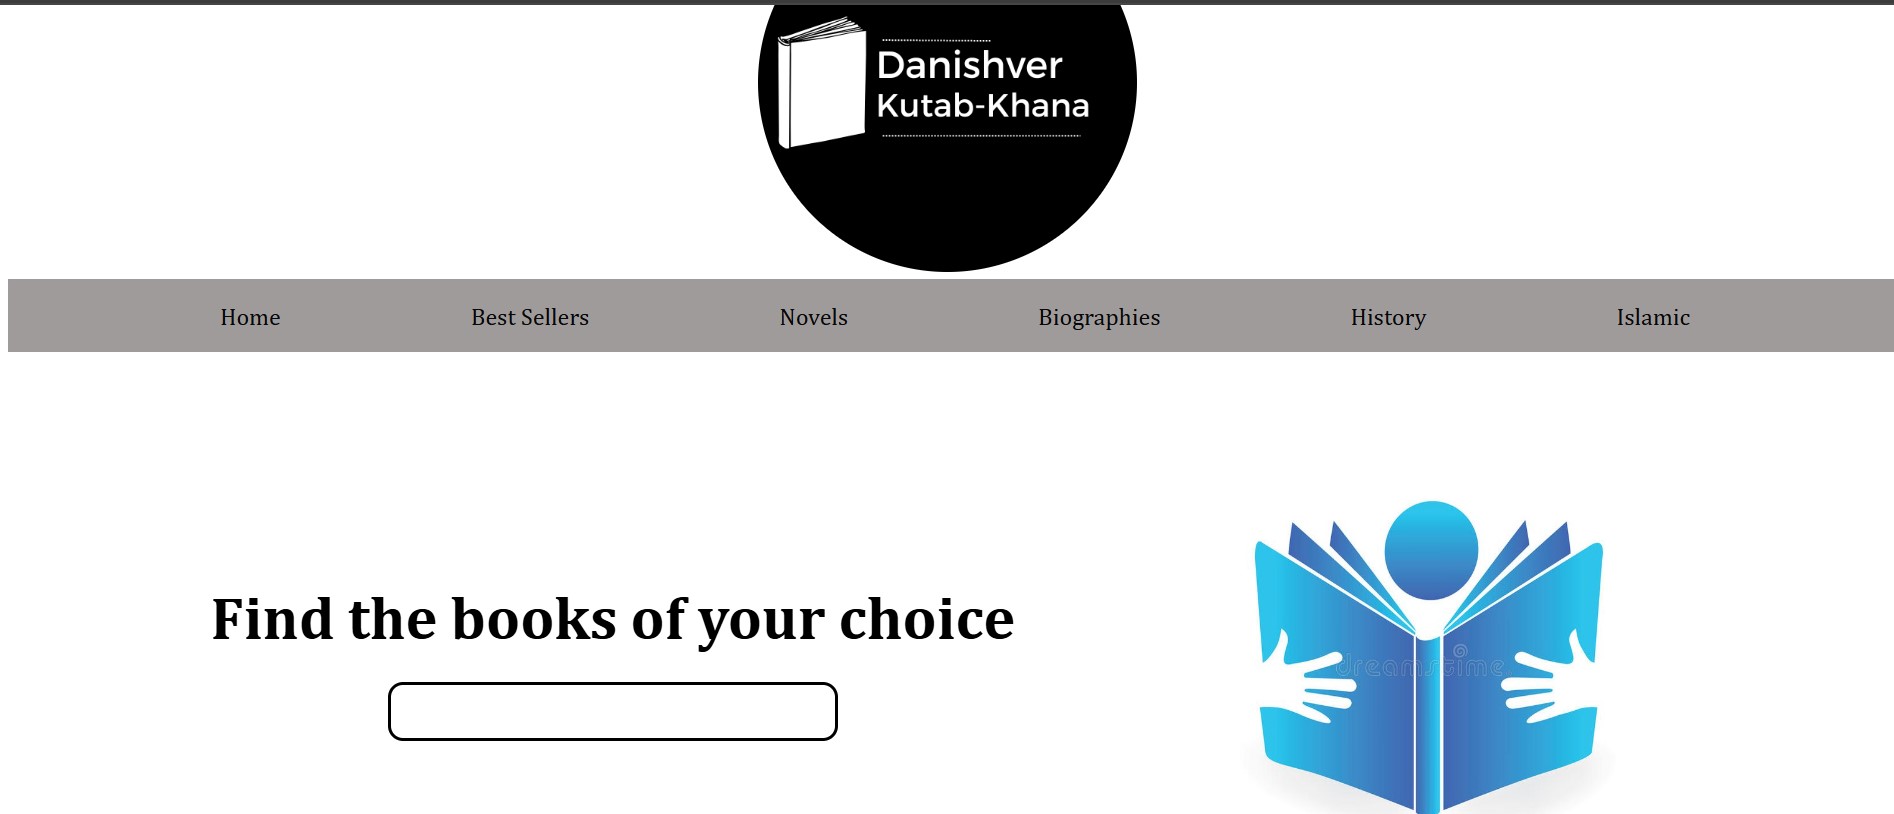 Danishver
Kutab-Khana
Home Best Sellers Novels Biographies History Islamic
Find the books of your choice
dreamstime